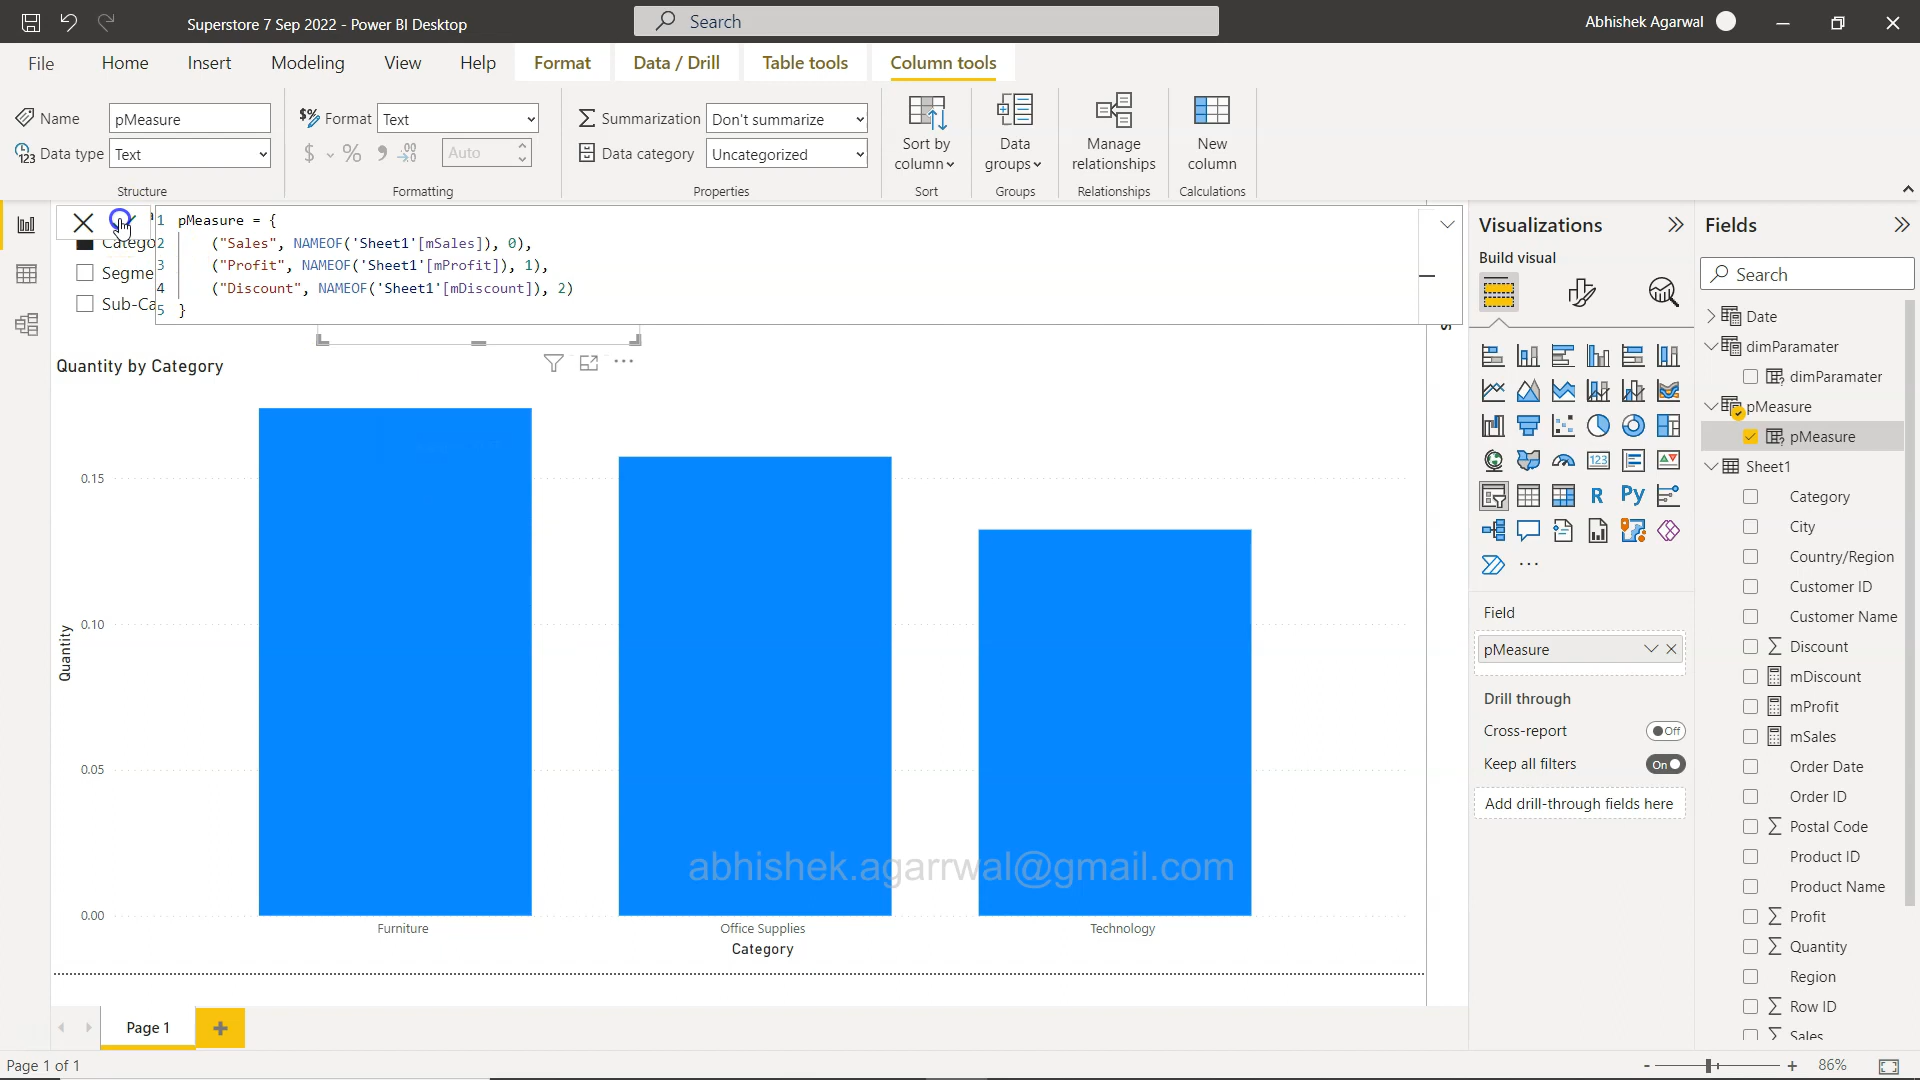 Superstore 7 Sep 2022 - Power BI Desktop
Search
Abhishek Agarwal
File
Home
Insert
Modeling
View
Help
Format
Data / Drill
Table tools
Column tools
Name
pMeasure
Data type
Text
Structure
Format
Text
$ %
Auto
Formatting
Summarization
Don't summarize
Data category
Uncategorized
Properties
Sort by
column
Sort
Data
groups
Groups
Manage
relationships
Relationships
New
column
Calculations
1 pMeasure = {
2 ("Sales", NAMEOF('Sheet1'[mSales]), 0),
3 ("Profit", NAMEOF('Sheet1'[mProfit]), 1),
4 ("Discount", NAMEOF('Sheet1'[mDiscount]), 2)
5 }
Catego
Segme
Sub-Ca
Quantity by Category
0.15
0.10
0.05
0.00
Quantity
Furniture
Office Supplies
Technology
Category
abhishek.agarrwal@gmail.com
Page 1
Page 1 of 1
Visualizations
Build visual
123
R
Py
Field
pMeasure
Drill through
Cross-report
Off
Keep all filters
On
Add drill-through fields here
Fields
Search
Date
dimParamater
dimParamater
pMeasure
pMeasure
Sheet1
Category
City
Country/Region
Customer ID
Customer Name
Discount
mDiscount
mProfit
mSales
Order Date
Order ID
Postal Code
Product ID
Product Name
Profit
Quantity
Region
Row ID
Sales
- + 86%